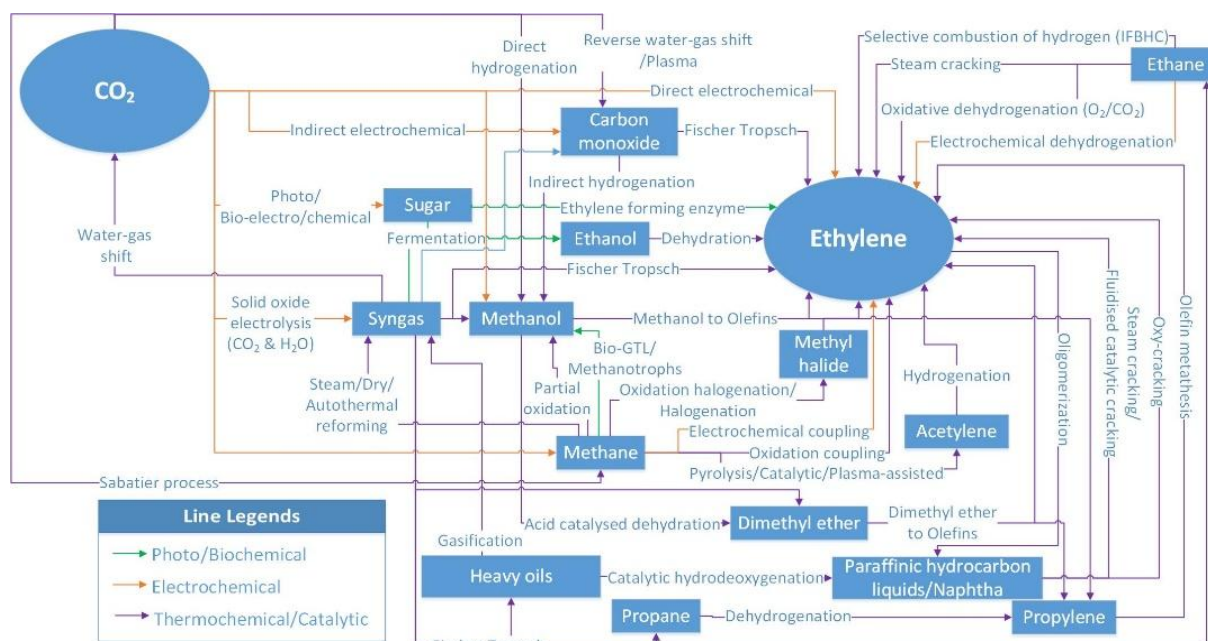 CO₂
Direct
hydrogenation
Reverse water-gas shift
/Plasma
Selective combustion of hydrogen (IFBHC)
Ethane
Steam cracking
Direct electrochemical
Oxidative dehydrogenation (O₂/CO₂)
Indirect electrochemical
Carbon
monoxide
Fischer Tropsch
Electrochemical dehydrogenation
Indirect hydrogenation
Photo/
Bio-electro/chemical
Sugar
Ethylene forming enzyme
Ethylene
Water-gas
shift
Fermentation
Ethanol
Dehydration
Fischer Tropsch
Solid oxide
electrolysis
(CO₂ & H₂O)
Syngas
Methanol
Methanol to Olefins
Methyl
halide
Bio-GTL/
Methanotrophs
Steam/Dry/
Autothermal
reforming
Partial
oxidation
Oxidation halogenation/
Halogenation
Hydrogenation
Oligomerization
Fluidised catalytic cracking
Steam cracking/
Oxy-cracking
Olefin metathesis
Electrochemical coupling
Acetylene
Methane
Oxidation coupling
Pyrolysis/Catalytic/Plasma-assisted
Sabatier process
Line Legends
Photo/Biochemical
Electrochemical
Thermochemical/Catalytic
Acid catalysed dehydration
Dimethyl ether
Dimethyl ether
to Olefins
Gasification
Heavy oils
Catalytic hydrodeoxygenation
Paraffinic hydrocarbon
liquids/Naphtha
Propane
Dehydrogenation
Propylene